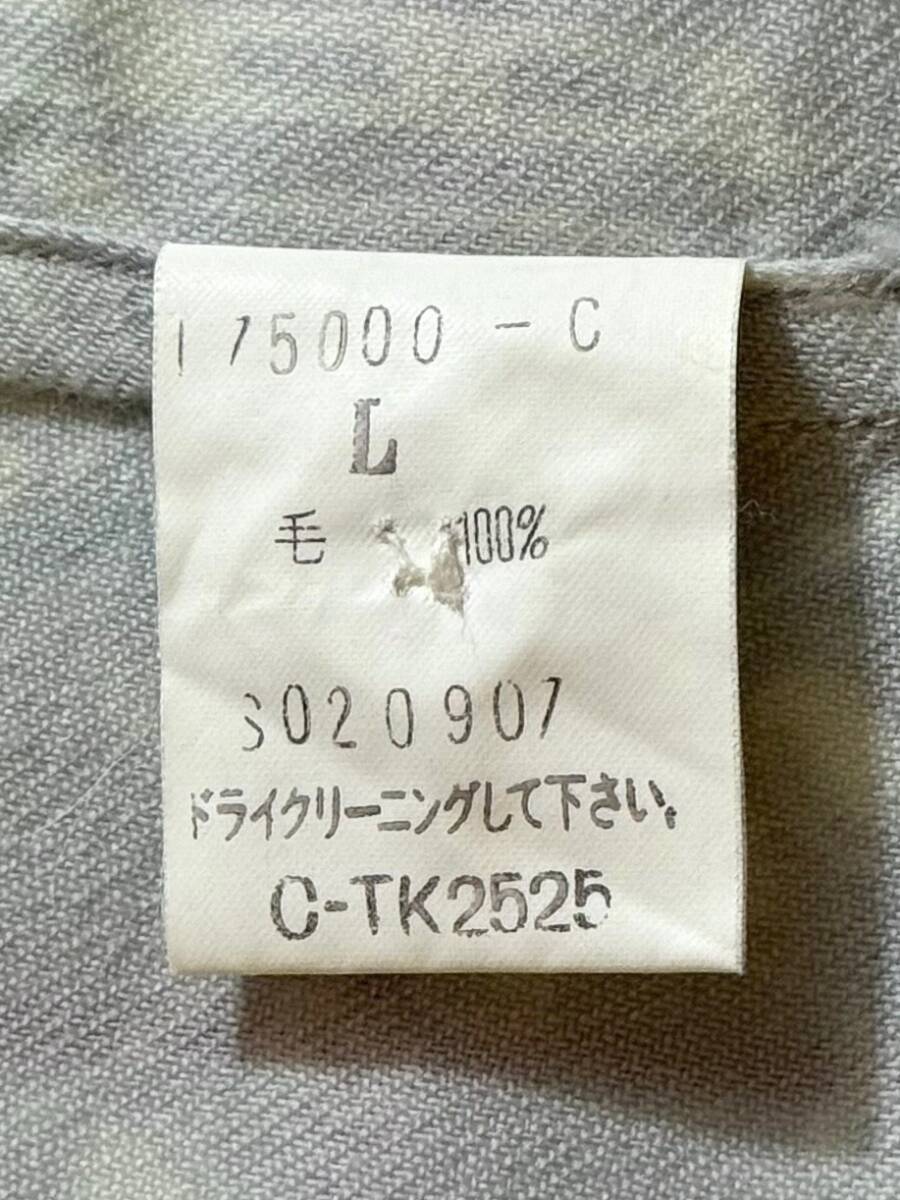 175000 - C
L
毛 100%
S020907
ドライクリーニングして下さい。
C-TK2525